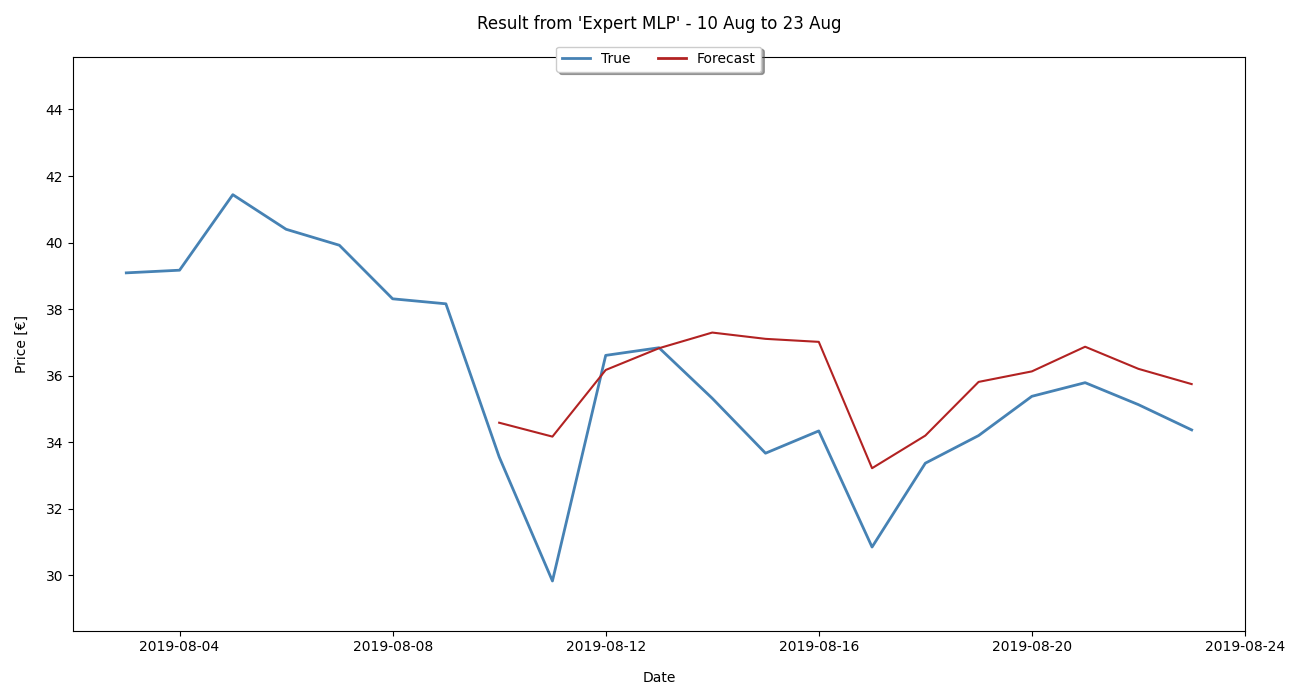 Result from 'Expert MLP' - 10 Aug to 23 Aug
True Forecast
Price [€]
44
42
40
38
36
34
32
30
2019-08-04 2019-08-08 2019-08-12 2019-08-16 2019-08-20 2019-08-24
Date